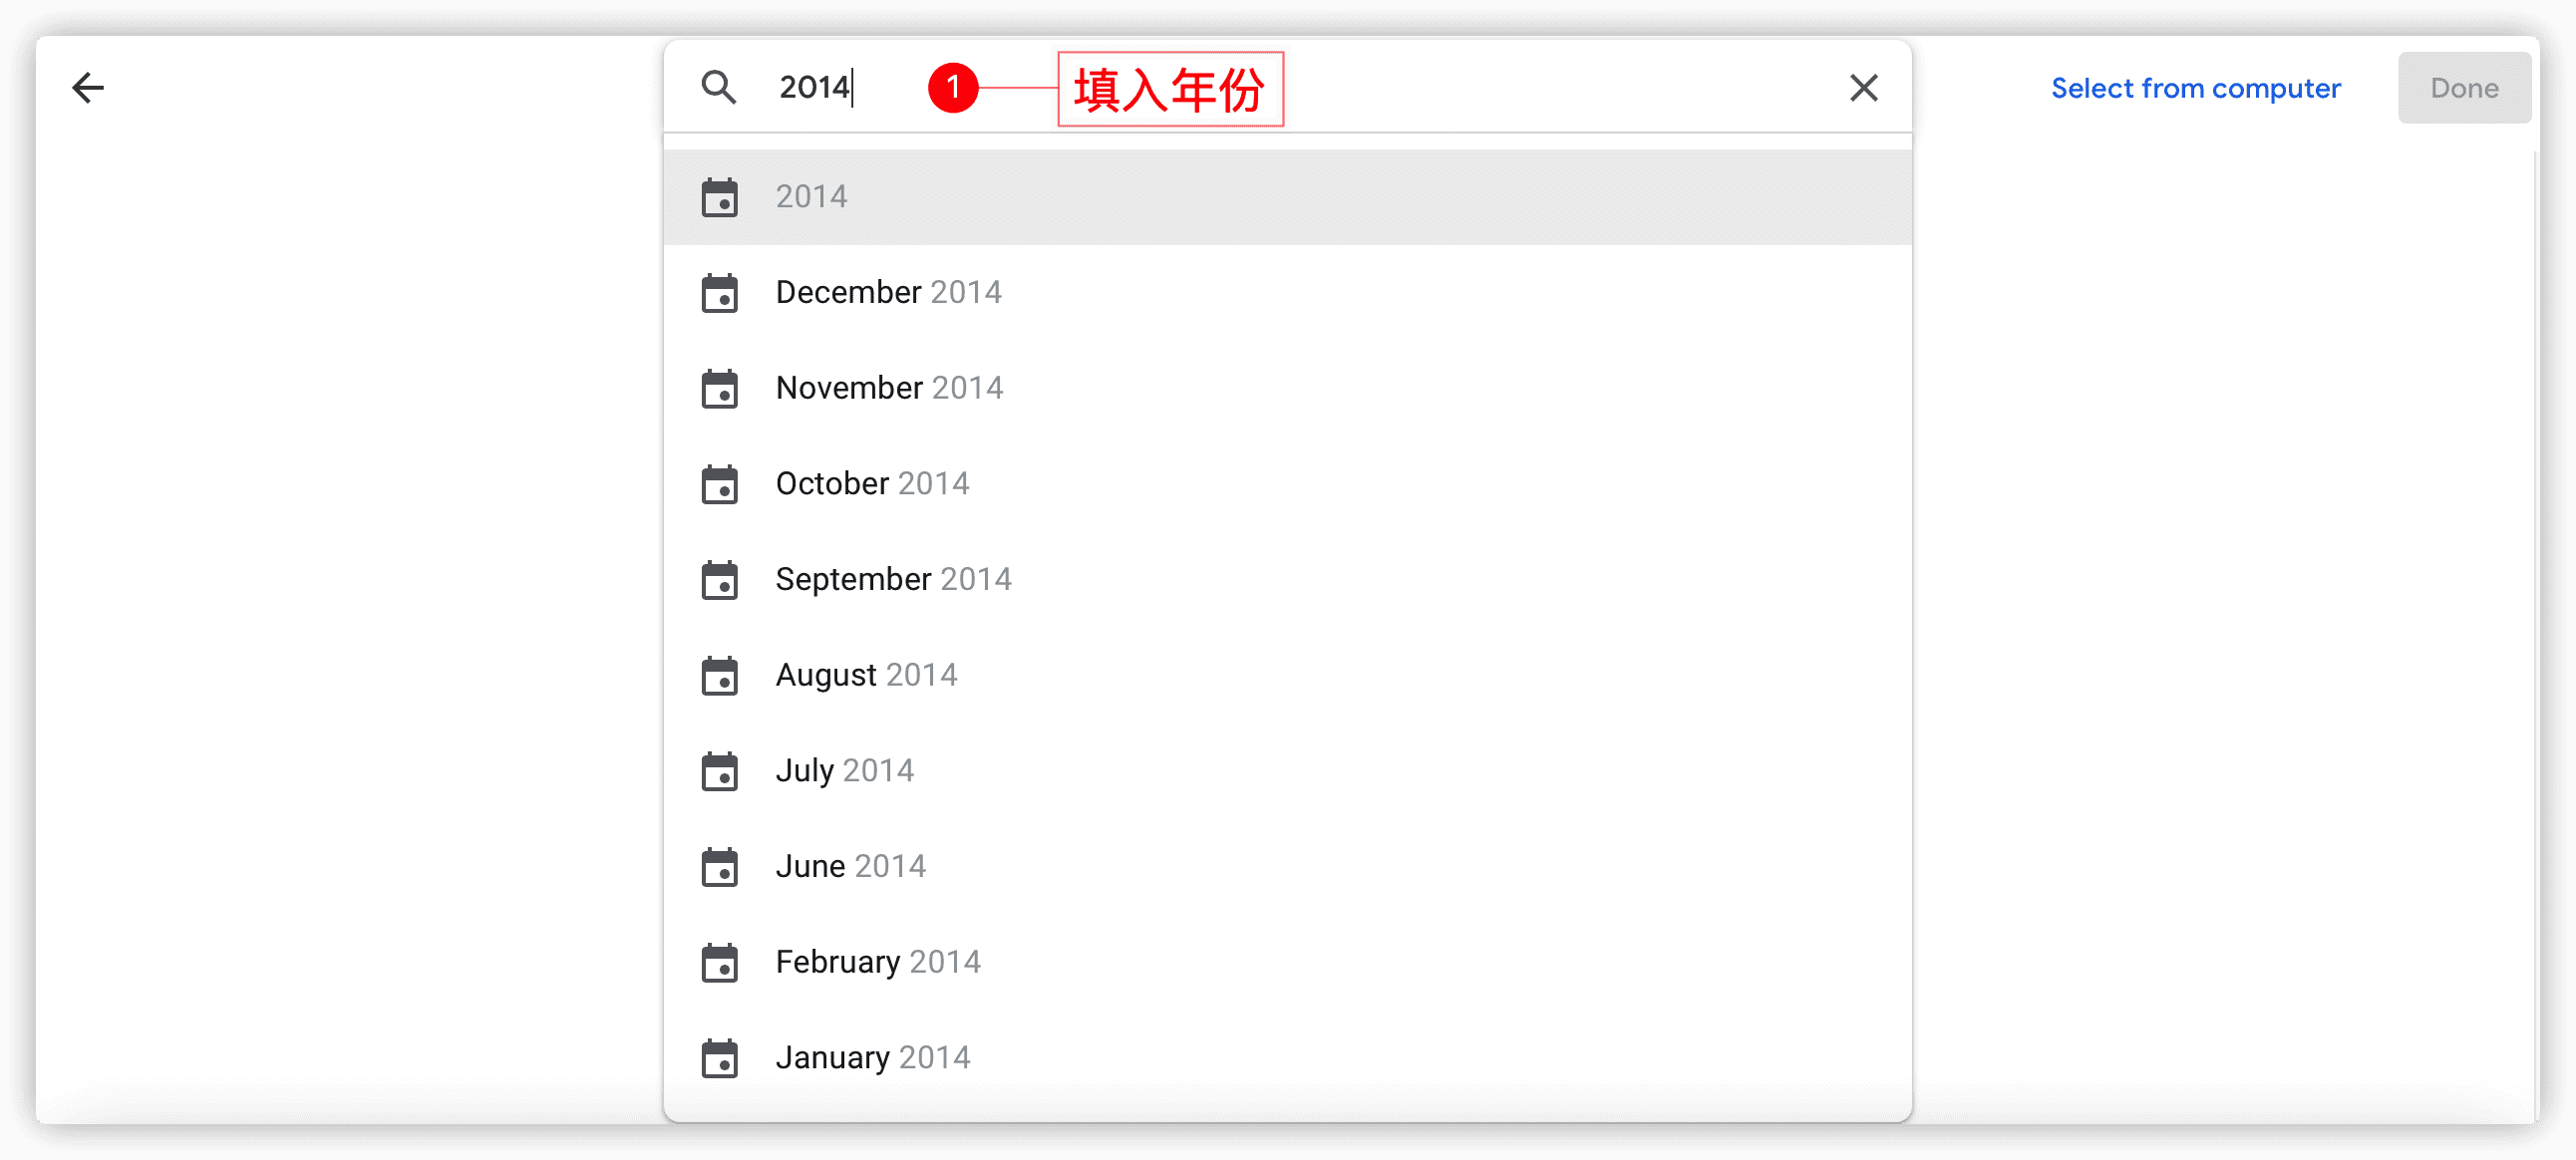 2014
1
填入年份
Select from computer
Done
2014
December 2014
November 2014
October 2014
September 2014
August 2014
July 2014
June 2014
February 2014
January 2014